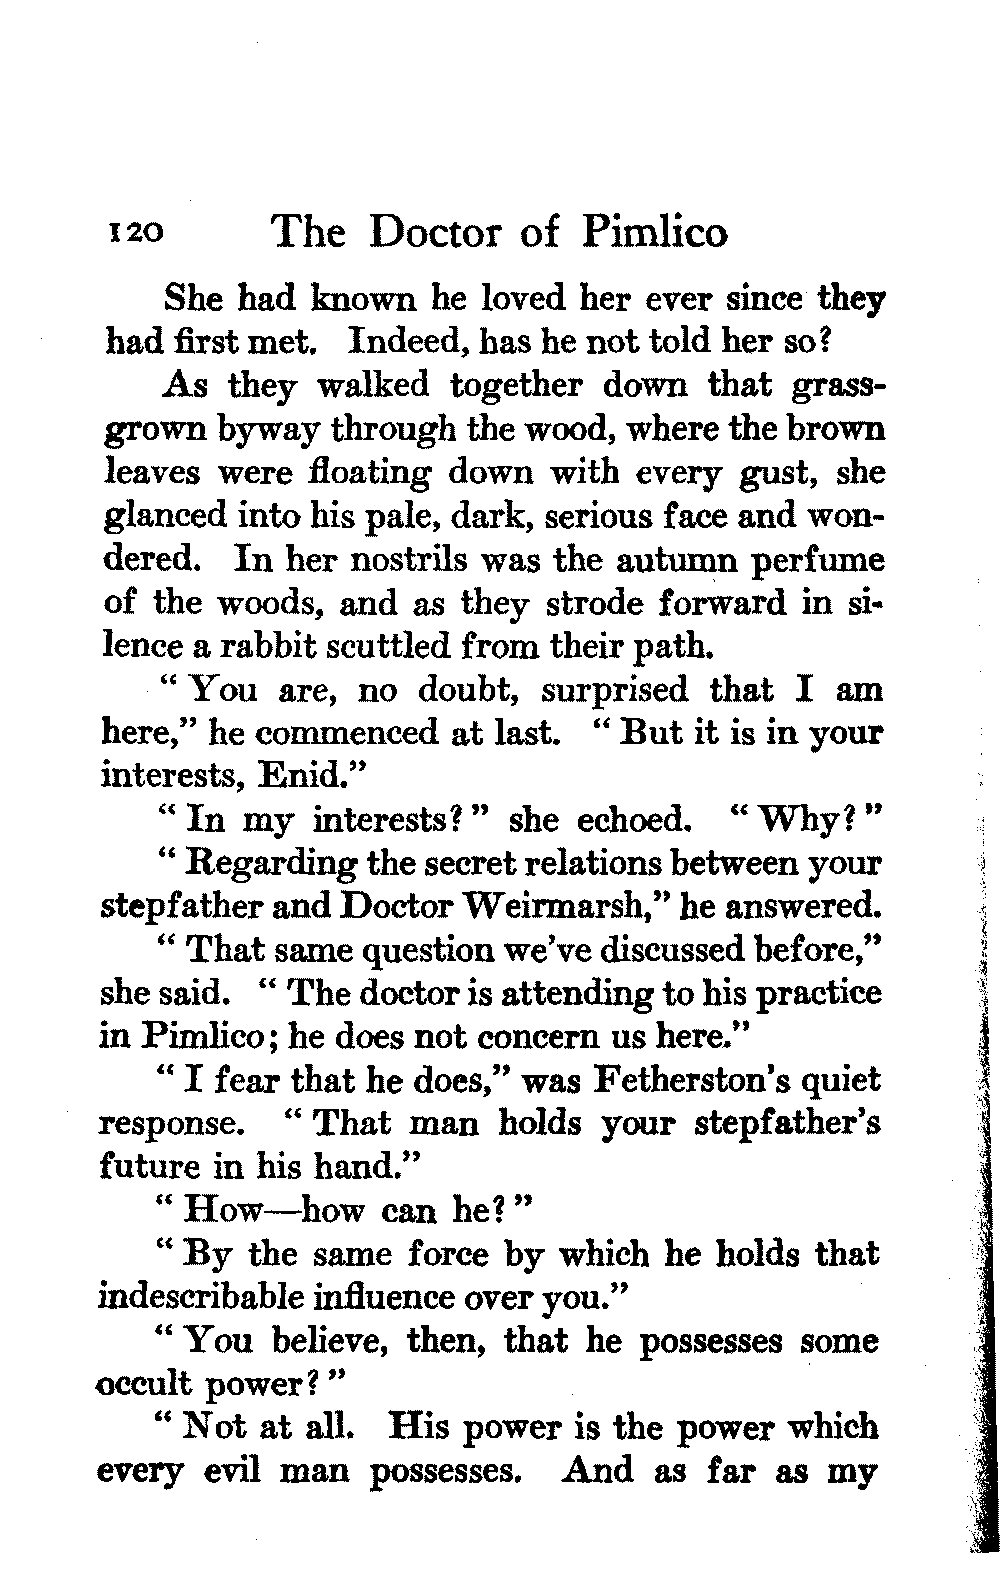 120 The Doctor of Pimlico
She had known he loved her ever since they
had first met. Indeed, has he not told her so?
As they walked together down that grass-
grown byway through the wood, where the brown
leaves were floating down with every gust, she
glanced into his pale, dark, serious face and won-
dered. In her nostrils was the autumn perfume
of the woods, and as they strode forward in si-
lence a rabbit scuttled from their path.
“ You are, no doubt, surprised that I am
here,” he commenced at last. “ But it is in your
interests, Enid.”
“ In my interests? ” she echoed. “ Why? ”
“ Regarding the secret relations between your
stepfather and Doctor Weirmarsh,” he answered.
“ That same question we’ve discussed before,”
she said. “ The doctor is attending to his practice
in Pimlico; he does not concern us here.”
“ I fear that he does,” was Fetherston’s quiet
response. “ That man holds your stepfather’s
future in his hand.”
“ How—how can he? ”
“ By the same force by which he holds that
indescribable influence over you.”
“ You believe, then, that he possesses some
occult power? ”
“ Not at all. His power is the power which
every evil man possesses. And as far as my